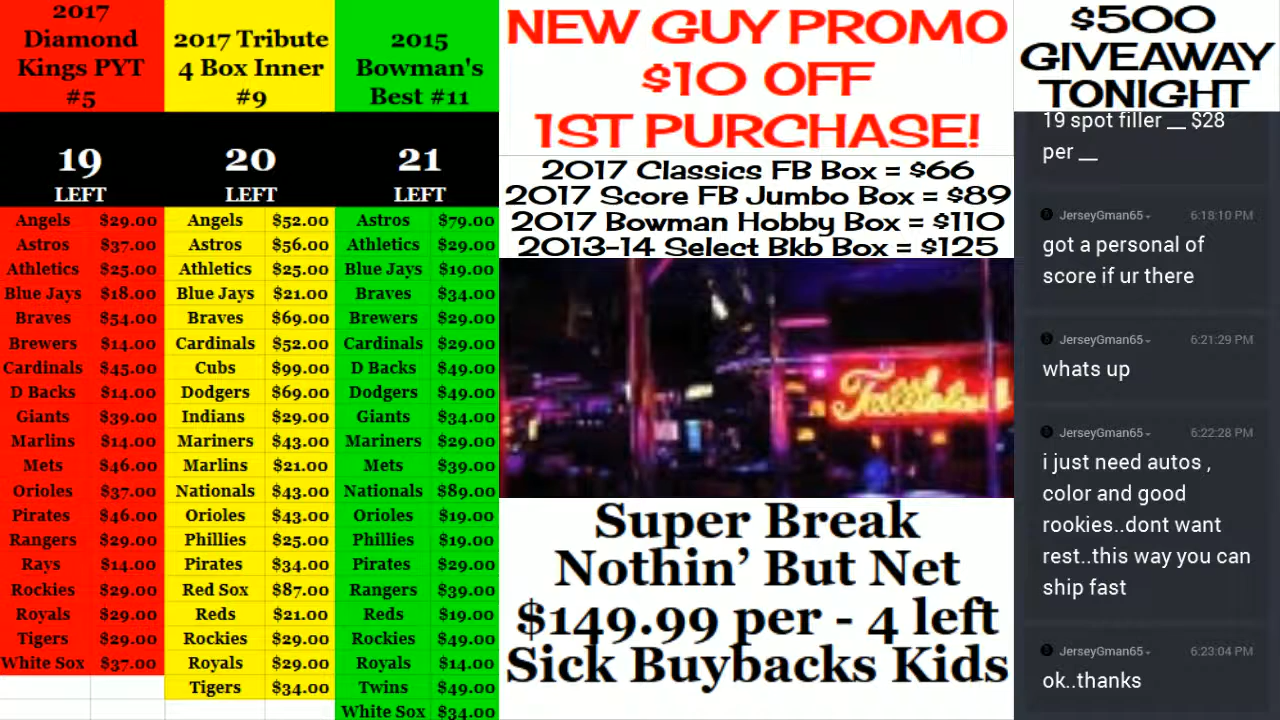 2017
Diamond
Kings PYT
#5
19
LEFT
Angels $29.00
Astros $37.00
Athletics $25.00
Blue Jays $18.00
Braves $54.00
Brewers $14.00
Cardinals $45.00
D Backs $14.00
Giants $39.00
Marlins $14.00
Mets $46.00
Orioles $37.00
Pirates $46.00
Rangers $29.00
Rays $14.00
Rockies $29.00
Royals $29.00
Tigers $29.00
White Sox $37.00
2017 Tribute
4 Box Inner
#9
20
LEFT
Angels $52.00
Astros $56.00
Athletics $25.00
Blue Jays $21.00
Braves $69.00
Cardinals $52.00
Cubs $99.00
Dodgers $69.00
Indians $29.00
Mariners $43.00
Marlins $21.00
Nationals $43.00
Orioles $43.00
Phillies $25.00
Pirates $34.00
Red Sox $87.00
Reds $21.00
Rockies $29.00
Royals $29.00
Tigers $34.00
2015
Bowman's
Best #11
21
LEFT
Astros $79.00
Athletics $29.00
Blue Jays $19.00
Braves $34.00
Brewers $29.00
Cardinals $29.00
D Backs $49.00
Dodgers $49.00
Giants $34.00
Mariners $29.00
Mets $39.00
Nationals $89.00
Orioles $19.00
Phillies $19.00
Pirates $29.00
Rangers $39.00
Reds $19.00
Rockies $49.00
Royals $14.00
Twins $49.00
White Sox $34.00
NEW GUY PROMO
$10 OFF
1ST PURCHASE!
2017 Classics FB Box = $66
2017 Score FB Jumbo Box = $89
2017 Bowman Hobby Box = $110
2013-14 Select Bkb Box = $125
Super Break
Nothin’ But Net
$149.99 per - 4 left
Sick Buybacks Kids
$500
GIVEAWAY
TONIGHT
19 spot filler __ $28
per __
JerseyGman65 6:18:10 PM
got a personal of
score if ur there
JerseyGman65 6:21:29 PM
whats up
JerseyGman65 6:22:28 PM
i just need autos ,
color and good
rookies..dont want
rest..this way you can
ship fast
JerseyGman65 6:23:04 PM
ok..thanks